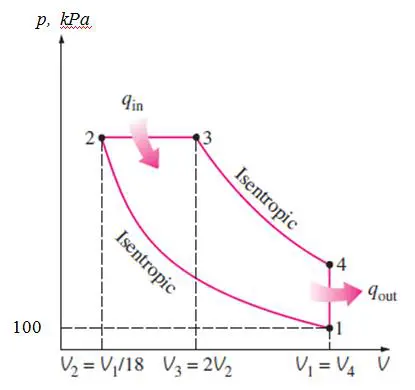 p, kPa
q_in
2
3
Isentropic
Isentropic
4
q_out
100
1
V_2 = V_1/18
V_3 = 2V_2
V_1 = V_4
V